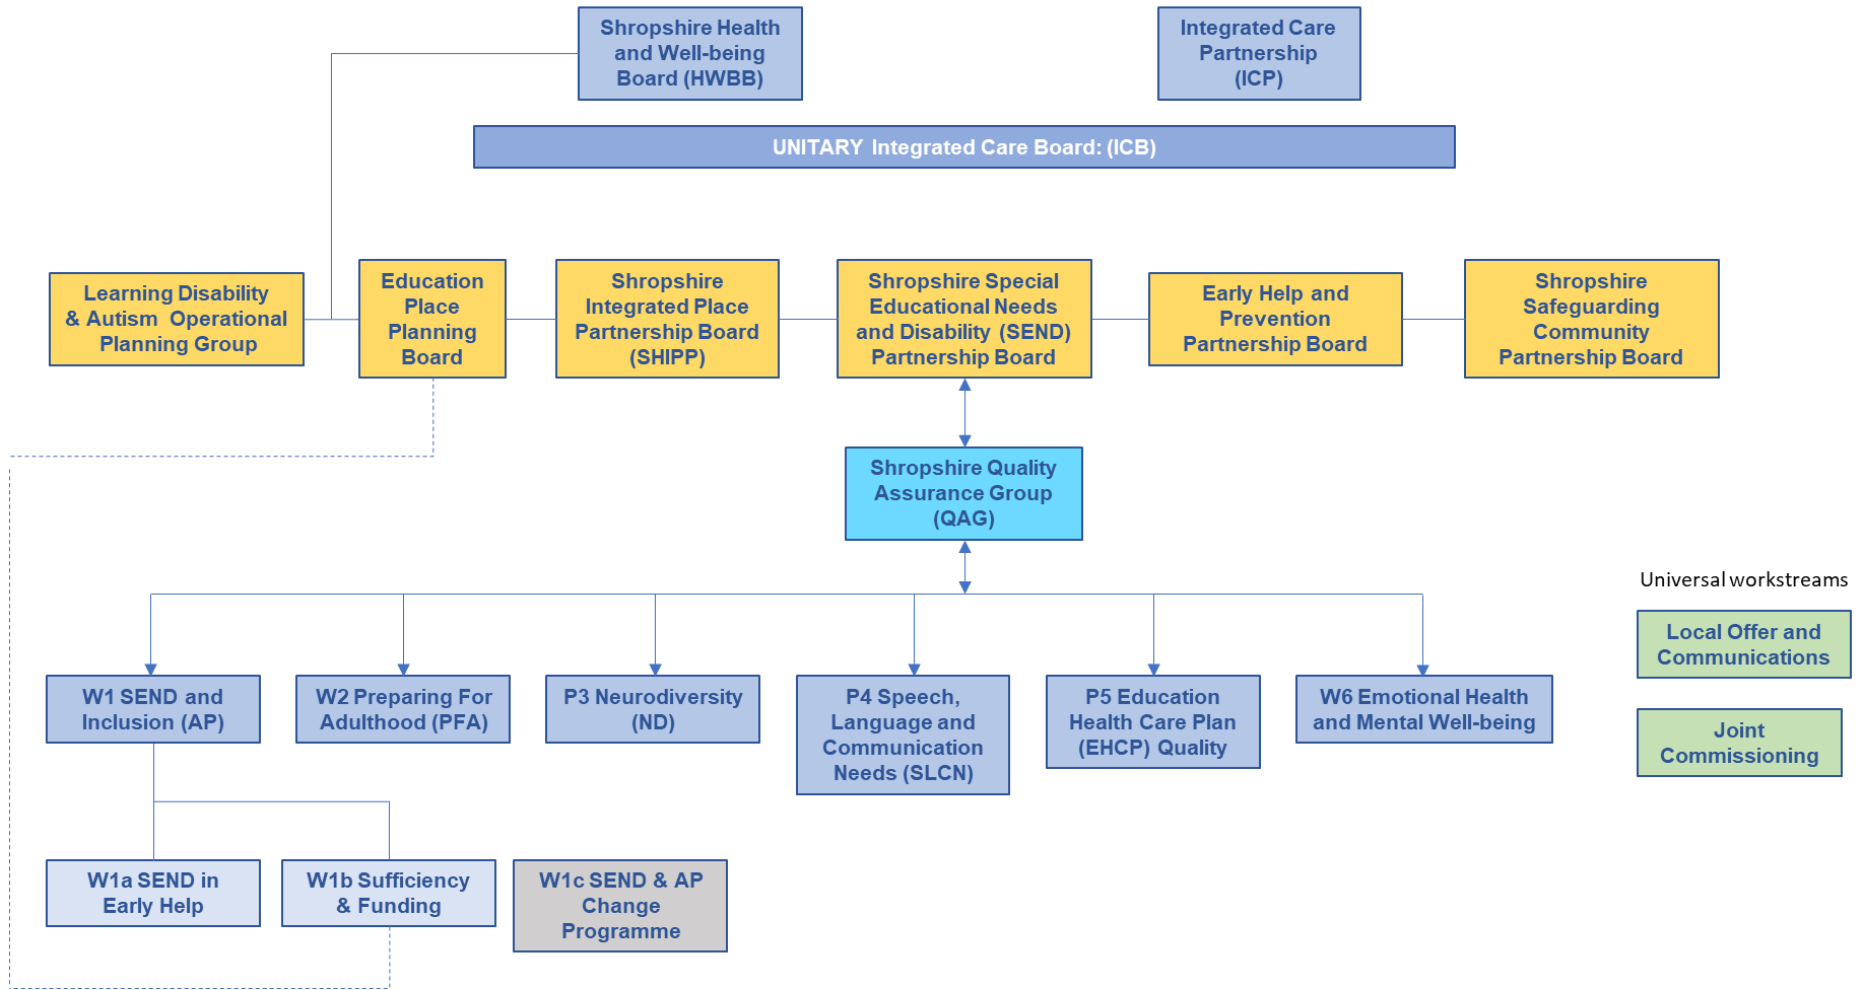 Shropshire Health
and Well-being
Board (HWBB)
Integrated Care
Partnership
(ICP)
UNITARY Integrated Care Board: (ICB)
Learning Disability
& Autism Operational
Planning Group
Education
Place
Planning
Board
Shropshire
Integrated Place
Partnership Board
(SHIPP)
Shropshire Special
Educational Needs
and Disability (SEND)
Partnership Board
Early Help and
Prevention
Partnership Board
Shropshire
Safeguarding
Community
Partnership Board
Shropshire Quality
Assurance Group
(QAG)
Universal workstreams
Local Offer and
Communications
Joint
Commissioning
W1 SEND and
Inclusion (AP)
W2 Preparing For
Adulthood (PFA)
P3 Neurodiversity
(ND)
P4 Speech,
Language and
Communication
Needs (SLCN)
P5 Education
Health Care Plan
(EHCP) Quality
W6 Emotional Health
and Mental Well-being
W1a SEND in
Early Help
W1b Sufficiency
& Funding
W1c SEND & AP
Change
Programme